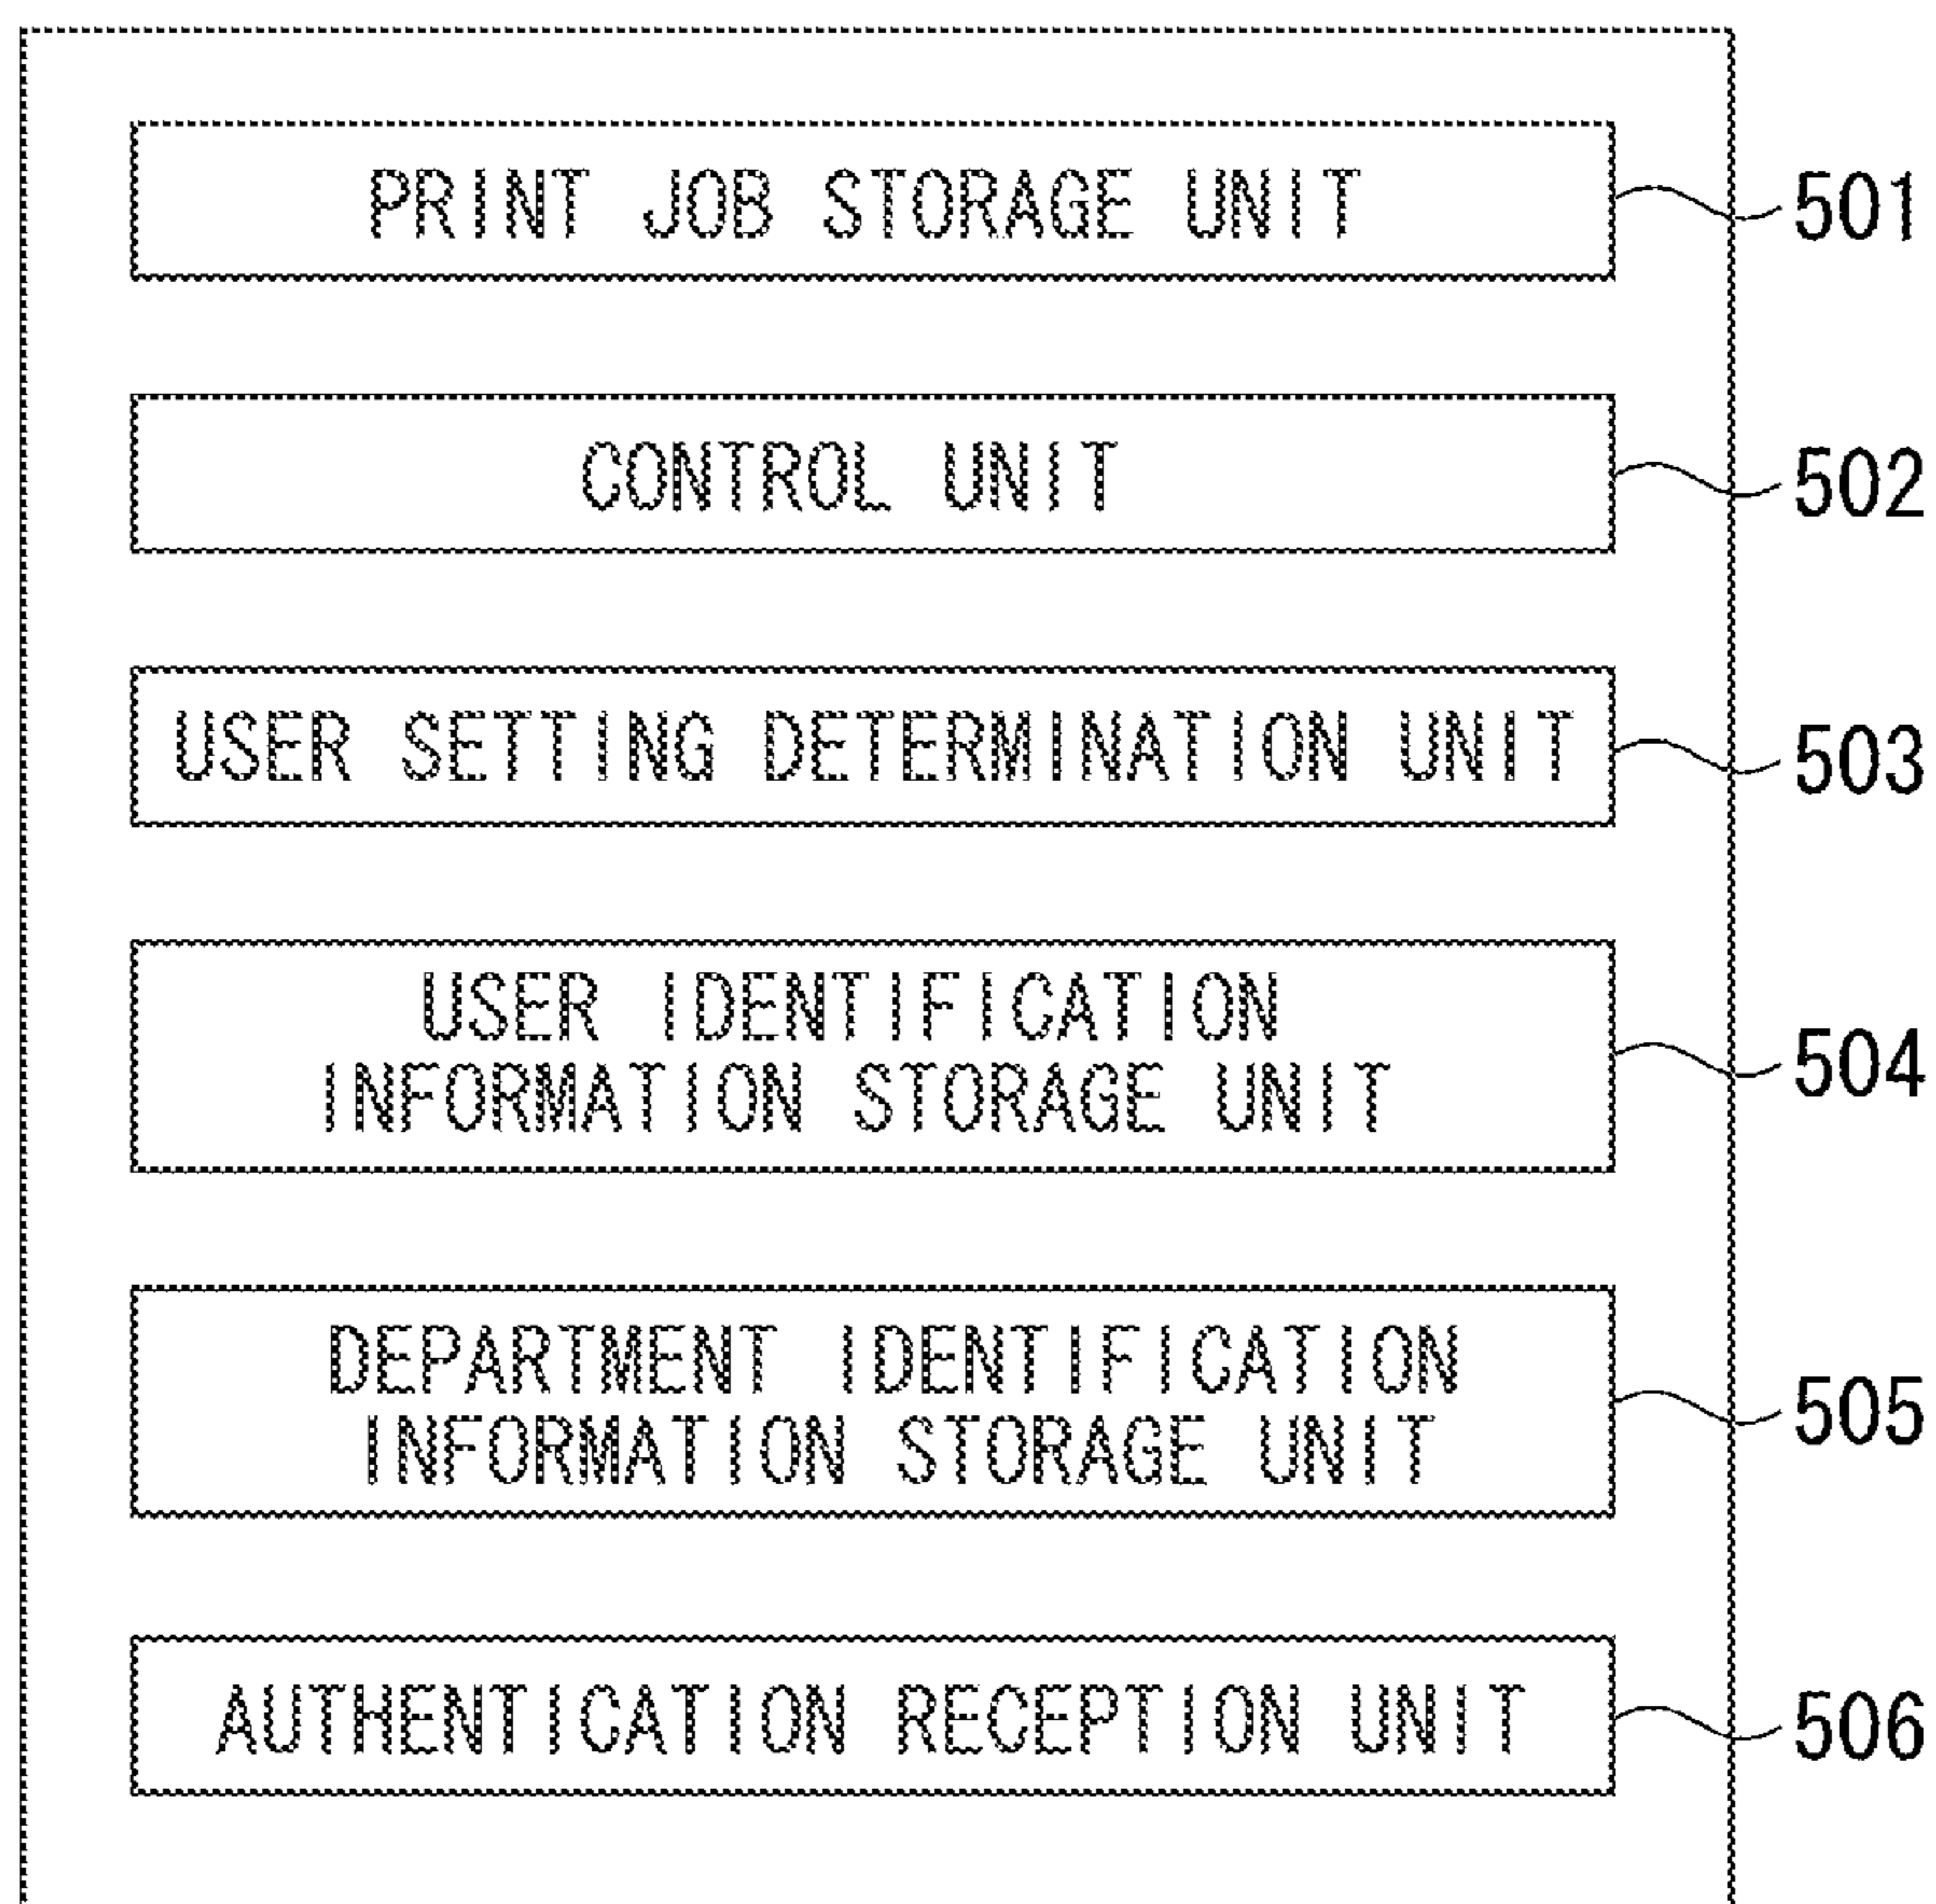 PRINT JOB STORAGE UNIT 501
CONTROL UNIT 502
USER SETTING DETERMINATION UNIT 503
USER IDENTIFICATION
INFORMATION STORAGE UNIT 504
DEPARTMENT IDENTIFICATION
INFORMATION STORAGE UNIT 505
AUTHENTICATION RECEPTION UNIT 506